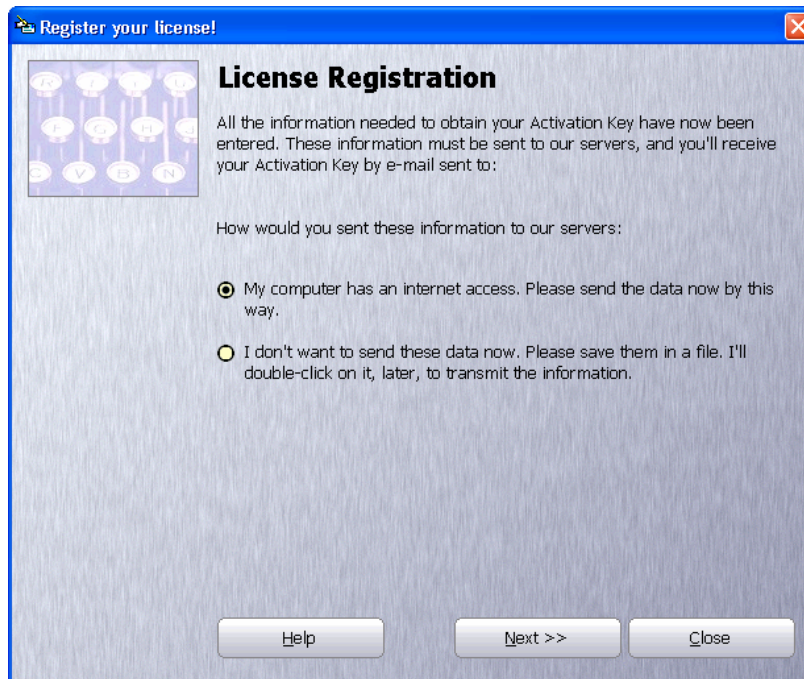 Register your license!
License Registration
All the information needed to obtain your Activation Key have now been
entered. These information must be sent to our servers, and you'll receive
your Activation Key by e-mail sent to:
How would you sent these information to our servers:
My computer has an internet access. Please send the data now by this
way.
I don't want to send these data now. Please save them in a file. I'll
double-click on it, later, to transmit the information.
Help
Next >>
Close